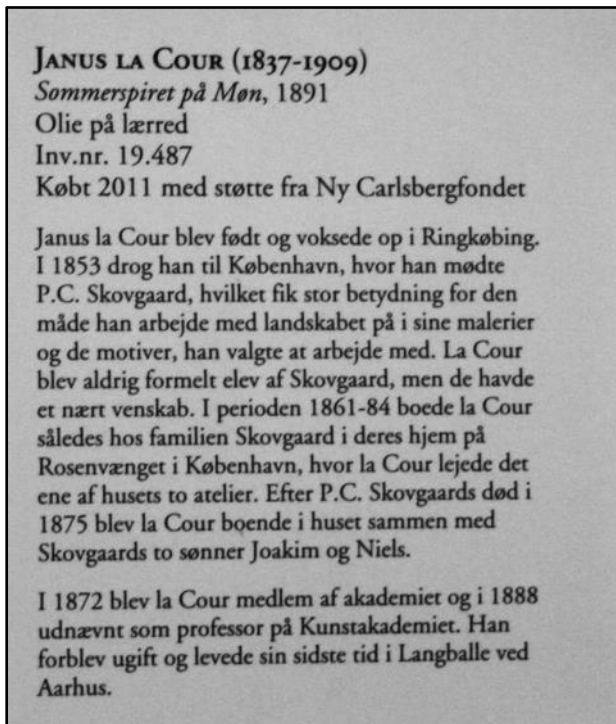 JANUS LA COUR (1837-1909)
Sommerspiret på Møn, 1891
Olie på lærred
Inv.nr. 19.487
Købt 2011 med støtte fra Ny Carlsbergfondet
Janus la Cour blev født og voksede op i Ringkøbing.
I 1853 drog han til København, hvor han mødte
P.C. Skovgaard, hvilket fik stor betydning for den
måde han arbejde med landskabet på i sine malerier
og de motiver, han valgte at arbejde med. La Cour
blev aldrig formelt elev af Skovgaard, men de havde
et nært venskab. I perioden 1861-84 boede la Cour
således hos familien Skovgaard i deres hjem på
Rosenvænget i København, hvor la Cour lejede det
ene af husets to atelier. Efter P.C. Skovgaards død i
1875 blev la Cour boende i huset sammen med
Skovgaards to sønner Joakim og Niels.
I 1872 blev la Cour medlem af akademiet og i 1888
udnævnt som professor på Kunstakademiet. Han
forblev ugift og levede sin sidste tid i Langballe ved
Aarhus.